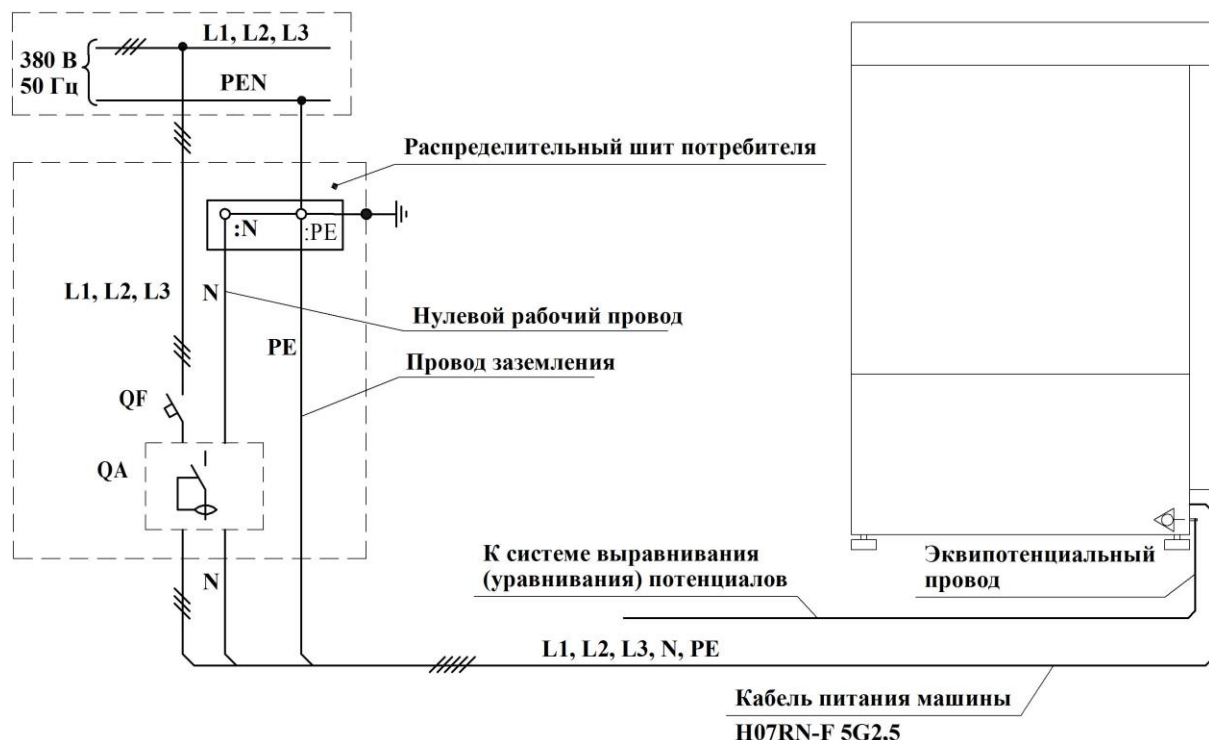 L1, L2, L3
380 В
50 Гц
PEN
Распределительный шит потребителя
:N
:PE
L1, L2, L3
N
Нулевой рабочий провод
PE
Провод заземления
QF
QA
К системе выравнивания
(уравнивания) потенциалов
Эквипотенциальный
провод
N
L1, L2, L3, N, PE
Кабель питания машины
H07RN-F 5G2,5